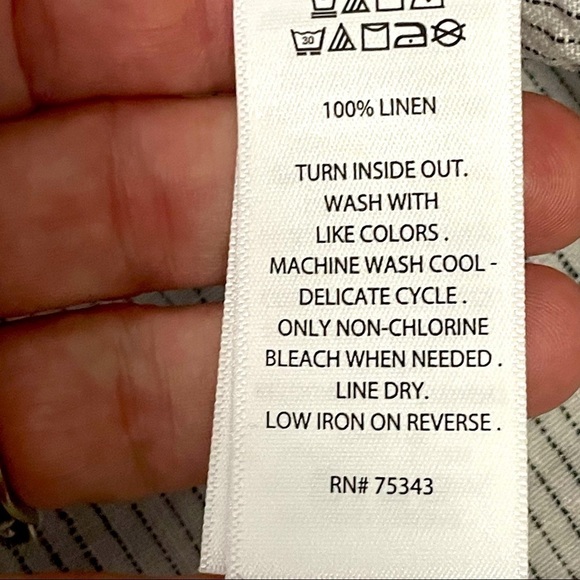 30
100% LINEN
TURN INSIDE OUT.
WASH WITH
LIKE COLORS .
MACHINE WASH COOL -
DELICATE CYCLE .
ONLY NON-CHLORINE
BLEACH WHEN NEEDED .
LINE DRY.
LOW IRON ON REVERSE .
RN# 75343